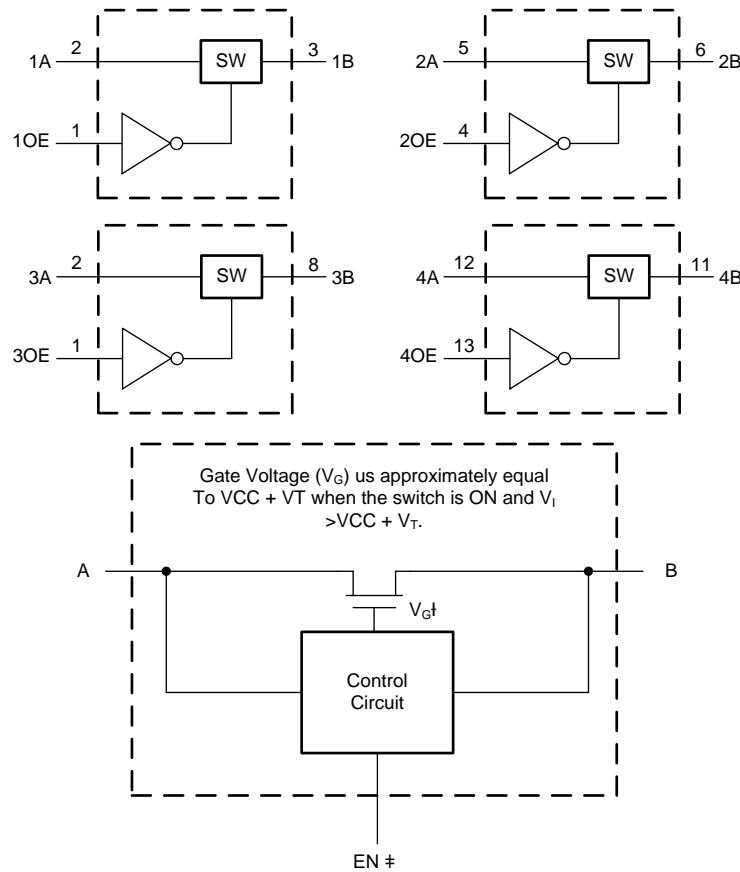 1A 2 SW 3 1B
1OE 1
2A 5 SW 6 2B
2OE 4
3A 2 SW 8 3B
3OE 1
4A 12 SW 11 4B
4OE 13
Gate Voltage (VG) us approximately equal
To VCC + VT when the switch is ON and VI
>VCC + VT.
A
B
VG†
Control
Circuit
EN ‡